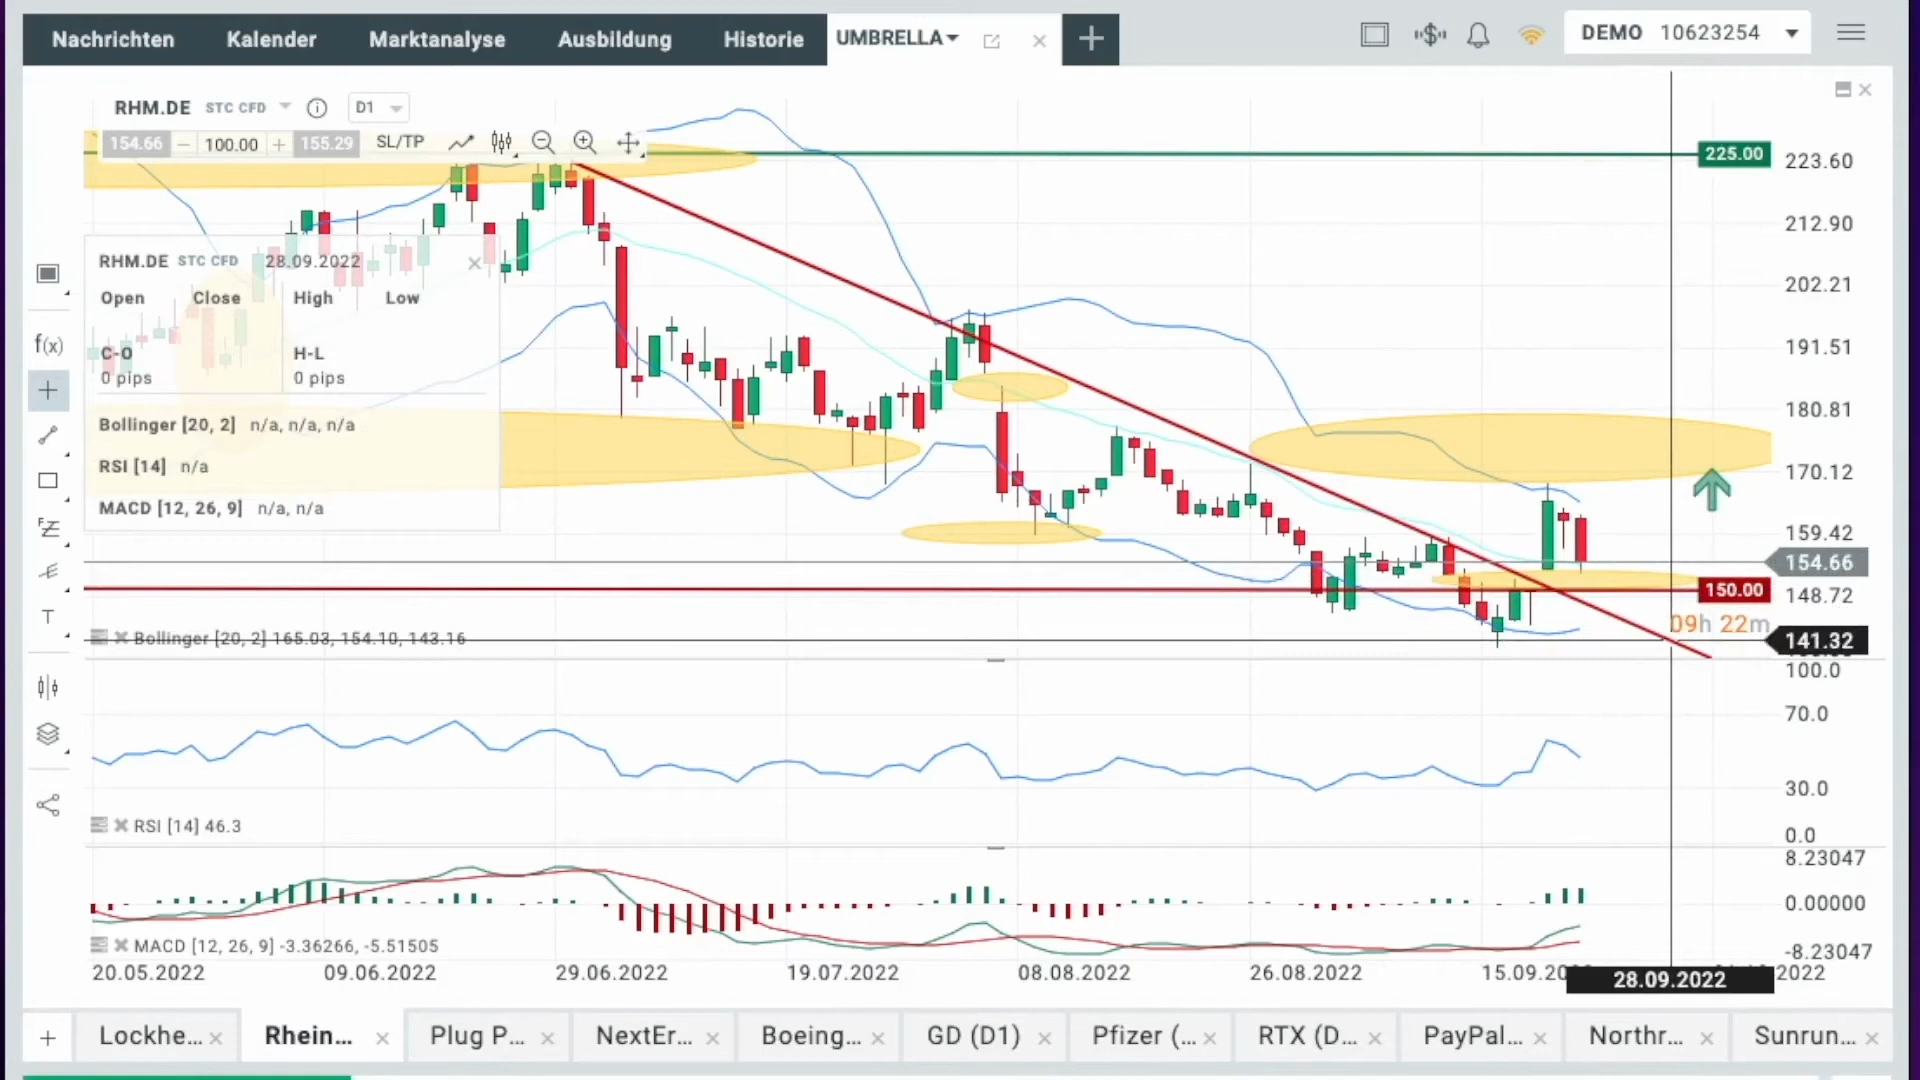 Nachrichten Kalender Marktanalyse Ausbildung Historie UMBRELLA DEMO 10623254
RHM.DE STC CFD D1
154.66 100.00 155.29 SL/TP
225.00
223.60
212.90
202.21
191.51
180.81
170.12
159.42
154.66
150.00
148.72
09h 22m
141.32
RHM.DE STC CFD 28.09.2022
Open Close High Low
C-O H-L
0 pips 0 pips
Bollinger [20, 2] n/a, n/a, n/a
RSI [14] n/a
MACD [12, 26, 9] n/a, n/a
f(x)
T
Bollinger [20, 2] 165.03, 154.10, 143.16
100.0
70.0
30.0
0.0
RSI [14] 46.3
8.23047
0.00000
-8.23047
MACD [12, 26, 9] -3.36266, -5.51505
20.05.2022 09.06.2022 29.06.2022 19.07.2022 08.08.2022 26.08.2022 15.09.20 28.09.2022 2022
Lockhe... Rhein... Plug P... NextEr... Boeing... GD (D1) Pfizer (... RTX (D... PayPal... Northr... Sunrun...